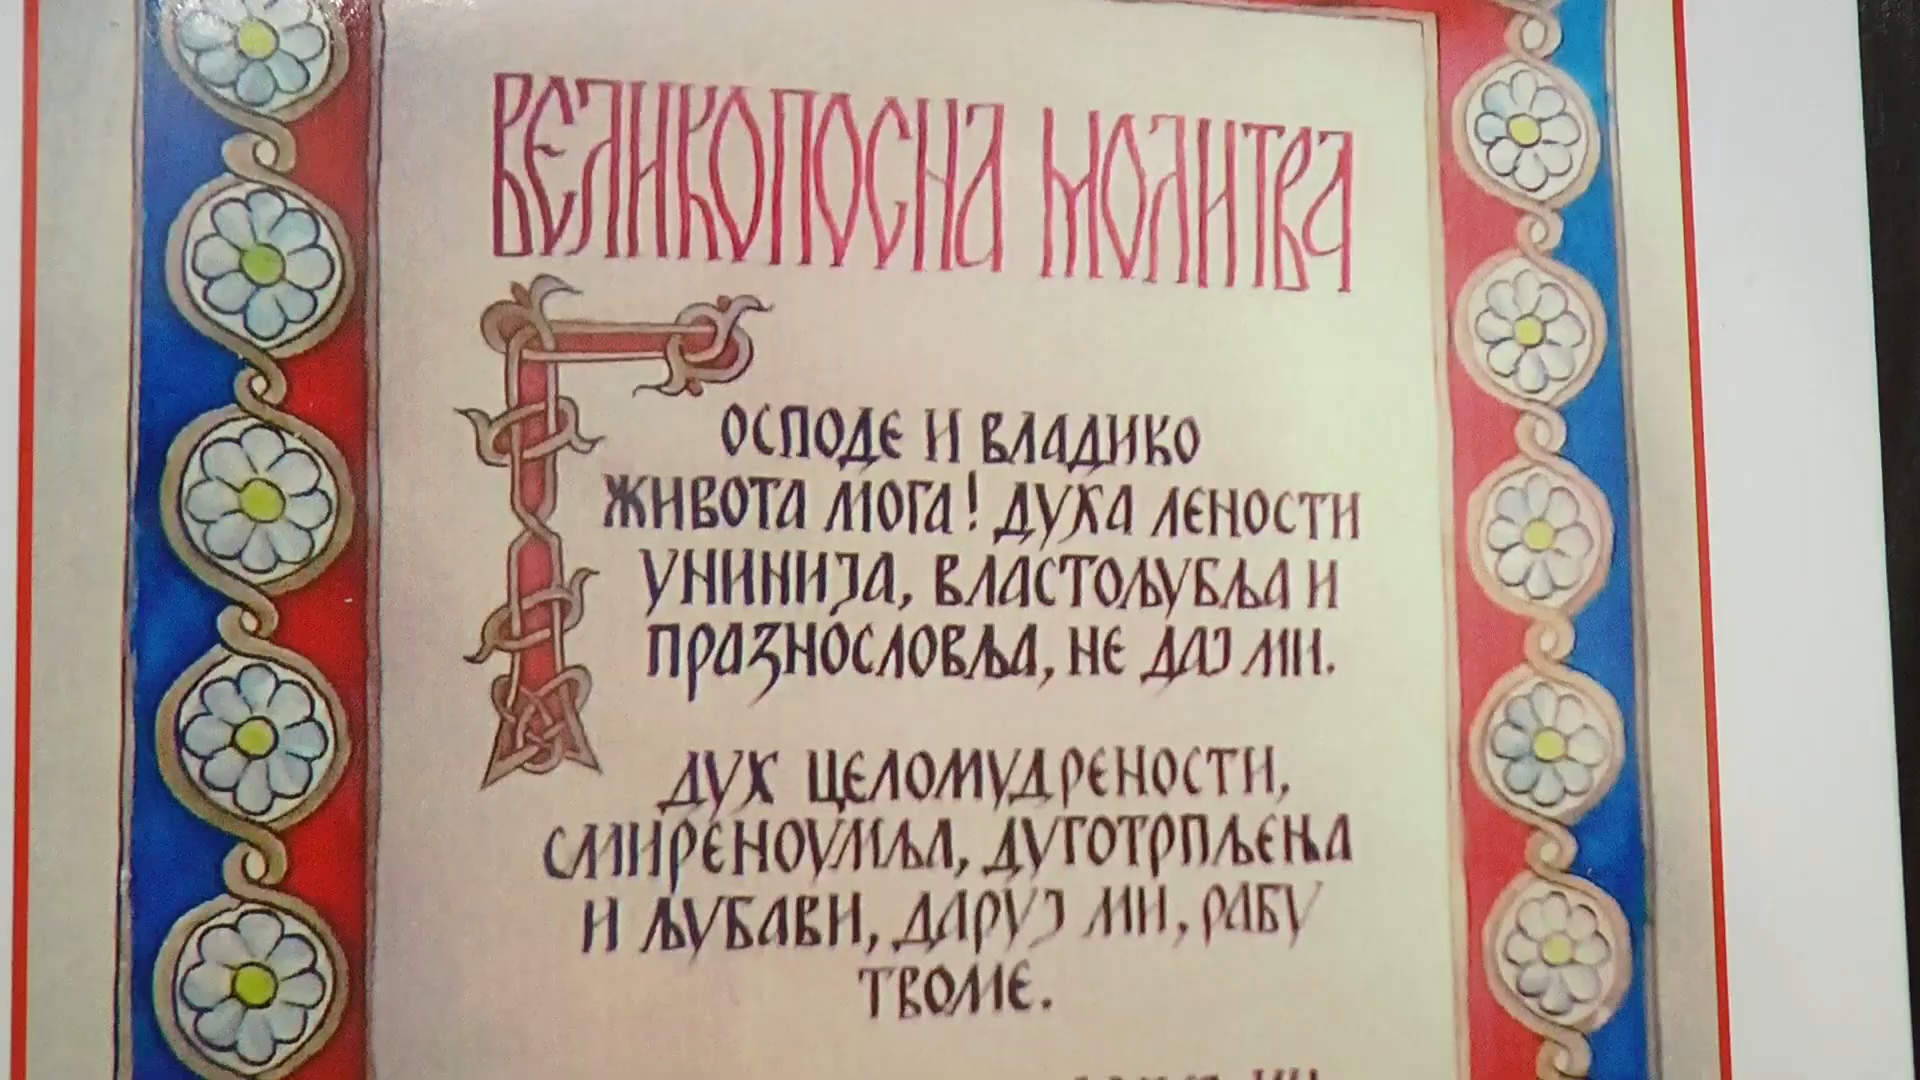 ВЕЛИКОПОСНА МОЛИТВА
ГОСПОДЕ И ВЛАДИКО
ЖИВОТА МОГА! ДУХА ЛЕНОСТИ
УНИНИЈА, ВЛАСТОЉУБЉА И
ПРАЗНОСЛОВЉА, НЕ ДАЈ МИ.
ДУХ ЦЕЛОМУДРЕНОСТИ,
СМИРЕНОУМЉА, ДУГОТРПЉЕЊА
И ЉУБАВИ, ДАРУЈ МИ, РАБУ
ТВОМЕ.